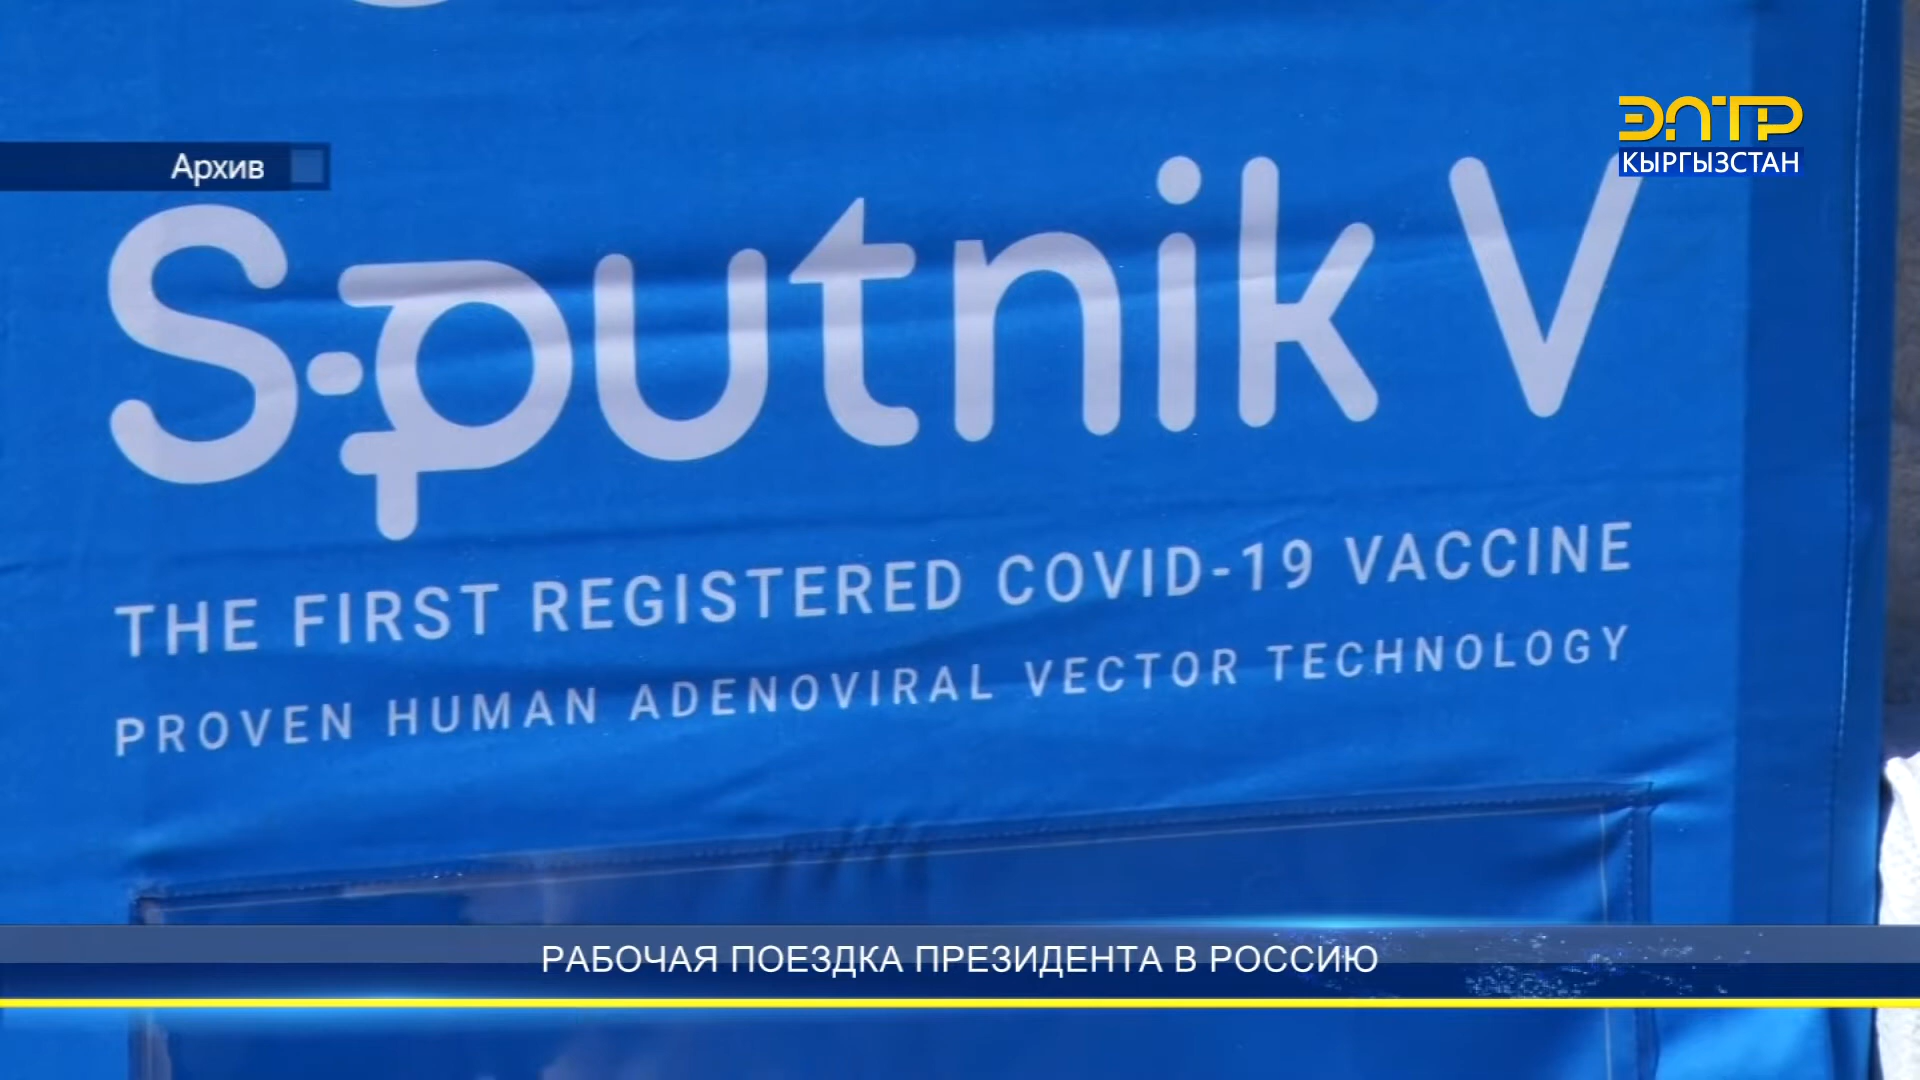 Архив
ЭЛТР
КЫРГЫЗСТАН
Sputnik V
THE FIRST REGISTERED COVID-19 VACCINE
PROVEN HUMAN ADENOVIRAL VECTOR TECHNOLOGY
РАБОЧАЯ ПОЕЗДКА ПРЕЗИДЕНТА В РОССИЮ